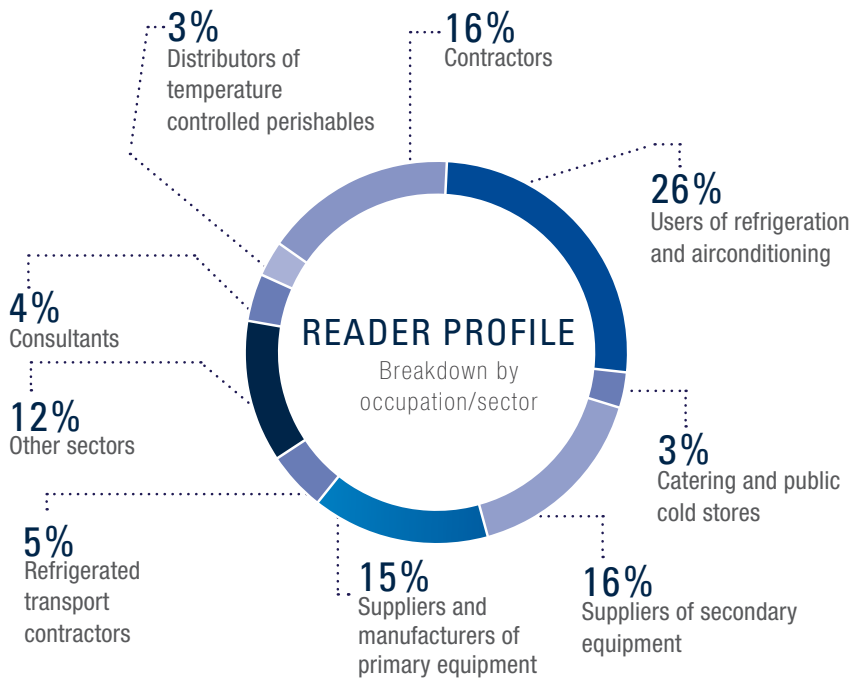 3%
Distributors of
temperature
controlled perishables
16%
Contractors
26%
Users of refrigeration
and airconditioning
4%
Consultants
READER PROFILE
Breakdown by
occupation/sector
12%
Other sectors
3%
Catering and public
cold stores
5%
Refrigerated
transport
contractors
15%
Suppliers and
manufacturers of
primary equipment
16%
Suppliers of secondary
equipment